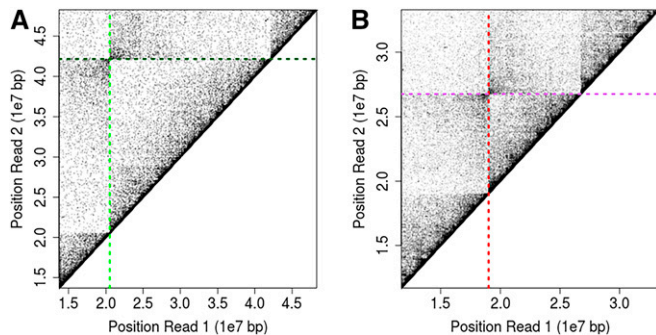 A
B
Position Read 2 (1e7 bp)
1.5 2.0 2.5 3.0 3.5 4.0 4.5
1.5 2.0 2.5 3.0 3.5 4.0 4.5
Position Read 1 (1e7 bp)
Position Read 2 (1e7 bp)
1.5 2.0 2.5 3.0
1.5 2.0 2.5 3.0
Position Read 1 (1e7 bp)